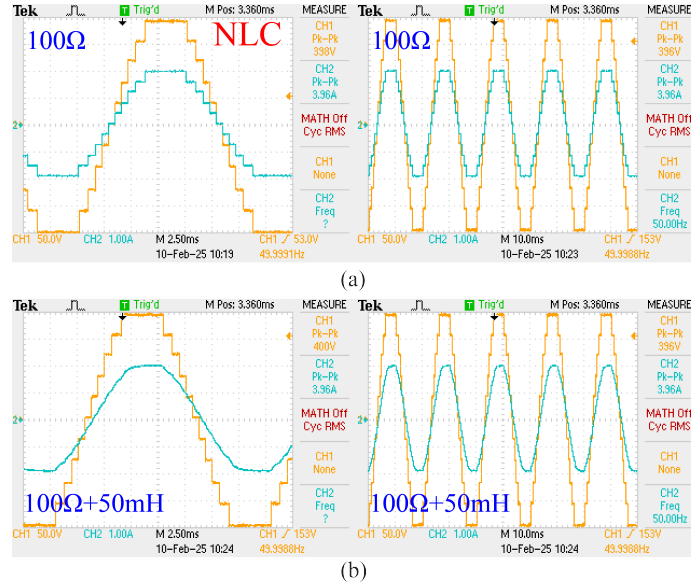 Tek Trig'd M Pos: 3.360ms MEASURE
CH1
Pk-Pk
398V
CH2
Pk-Pk
3.96A
MATH Off
Cyc RMS
CH1
None
CH2
Freq
?
100Ω NLC
2
CH1 50.0V CH2 1.00A M 2.50ms CH1 53.0V
10-Feb-25 10:19 49.9991Hz
Tek Trig'd M Pos: 3.360ms MEASURE
CH1
Pk-Pk
396V
CH2
Pk-Pk
3.96A
MATH Off
Cyc RMS
CH1
None
CH2
Freq
50.00Hz
100Ω
2
CH1 50.0V CH2 1.00A M 10.0ms CH1 153V
10-Feb-25 10:23 49.9988Hz
(a)
Tek Trig'd M Pos: 3.360ms MEASURE
CH1
Pk-Pk
400V
CH2
Pk-Pk
3.96A
MATH Off
Cyc RMS
CH1
None
CH2
Freq
?
2
100Ω+50mH
CH1 50.0V CH2 1.00A M 2.50ms CH1 153V
10-Feb-25 10:24 49.9988Hz
Tek Trig'd M Pos: 3.360ms MEASURE
CH1
Pk-Pk
396V
CH2
Pk-Pk
3.96A
MATH Off
Cyc RMS
CH1
None
CH2
Freq
50.00Hz
2
100Ω+50mH
CH1 50.0V CH2 1.00A M 10.0ms CH1 153V
10-Feb-25 10:24 49.9988Hz
(b)